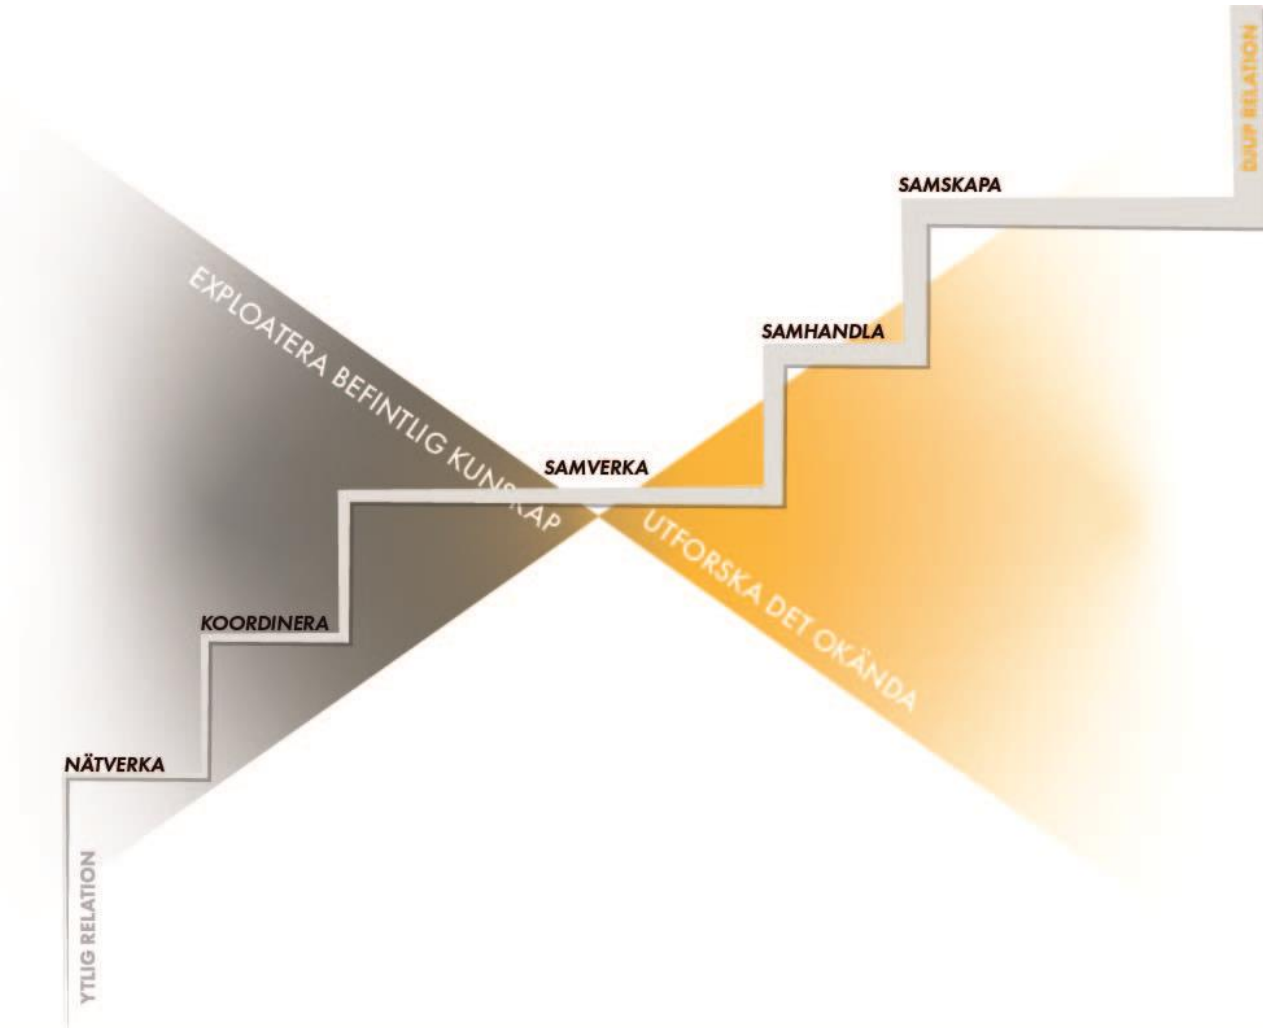 DJUP RELATION
SAMSKAPA
EXPLOATERA BEFINTLIG KUNSKAP
SAMHANDLA
SAMVERKA
UTFORSKA DET OKÄNDA
KOORDINERA
NÄTVERKA
YTLIG RELATION